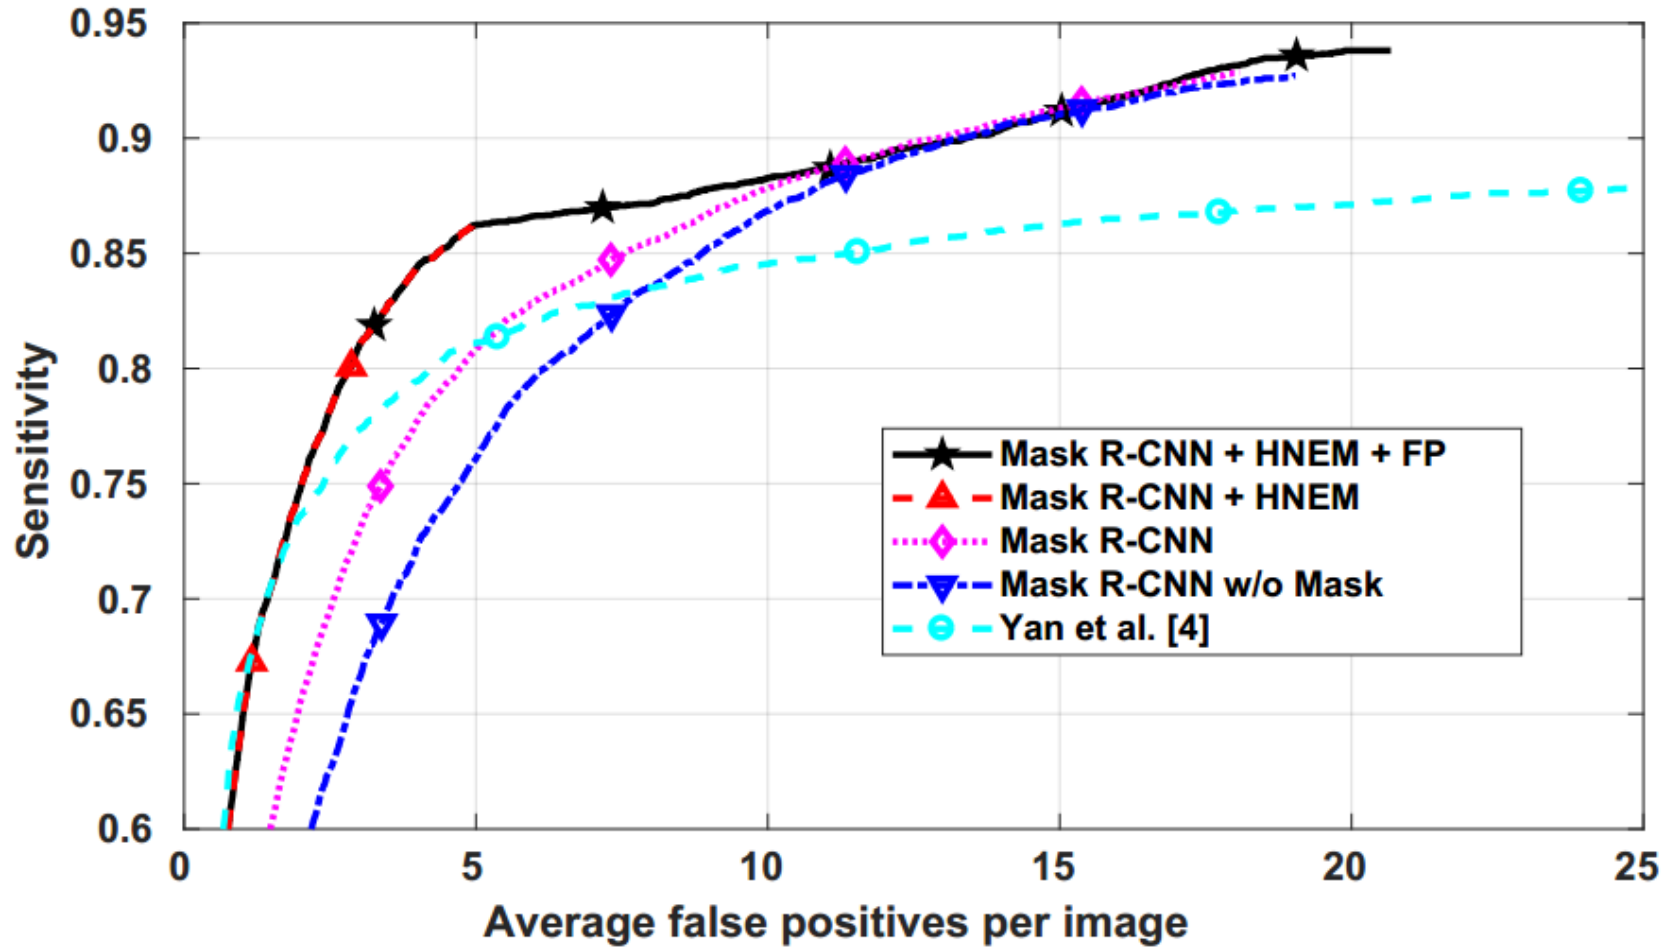 0.95
0.9
0.85
0.8
0.75
0.7
0.65
0.6
Sensitivity
Mask R-CNN + HNEM + FP
Mask R-CNN + HNEM
Mask R-CNN
Mask R-CNN w/o Mask
Yan et al. [4]
0 5 10 15 20 25
Average false positives per image